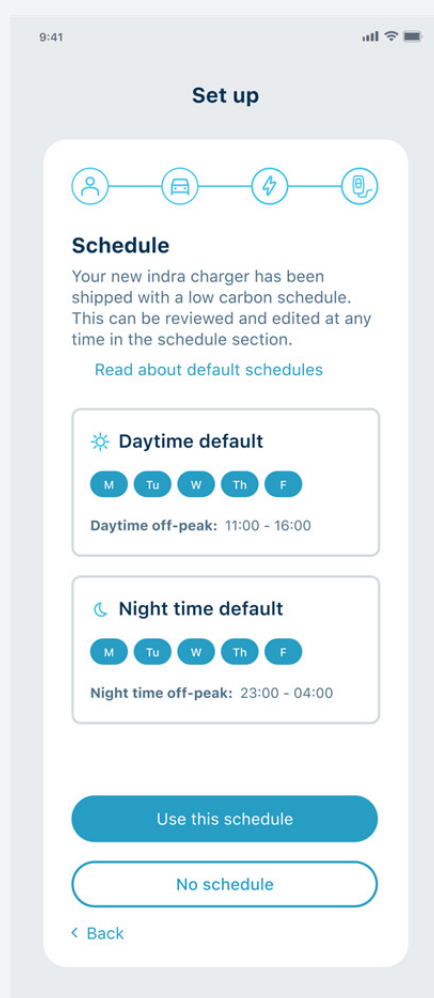 9:41
Set up
Schedule
Your new indra charger has been
shipped with a low carbon schedule.
This can be reviewed and edited at any
time in the schedule section.
Read about default schedules
Daytime default
M Tu W Th F
Daytime off-peak: 11:00 - 16:00
Night time default
M Tu W Th F
Night time off-peak: 23:00 - 04:00
Use this schedule
No schedule
< Back